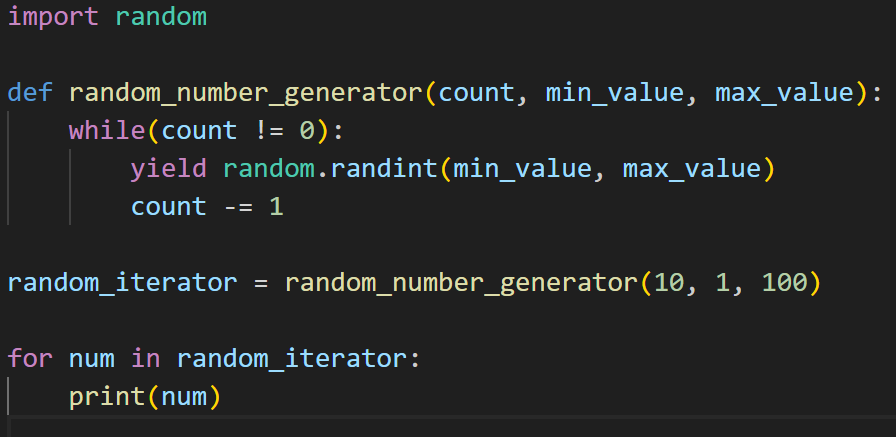 import random
def random_number_generator(count, min_value, max_value):
    while(count != 0):
        yield random.randint(min_value, max_value)
        count -= 1
random_iterator = random_number_generator(10, 1, 100)
for num in random_iterator:
    print(num)